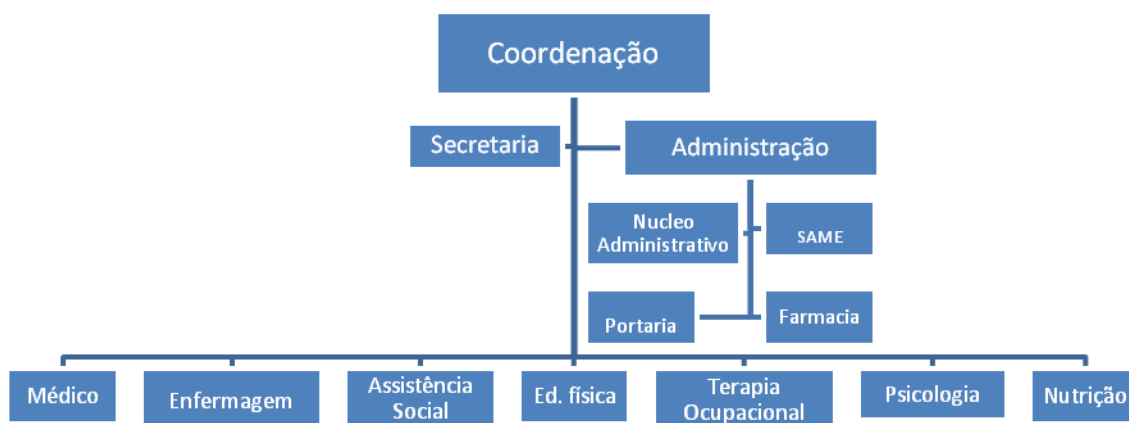 Coordenação
Secretaria
Administração
Nucleo
Administrativo
SAME
Portaria
Farmacia
Médico
Enfermagem
Assistência
Social
Ed. física
Terapia
Ocupacional
Psicologia
Nutrição